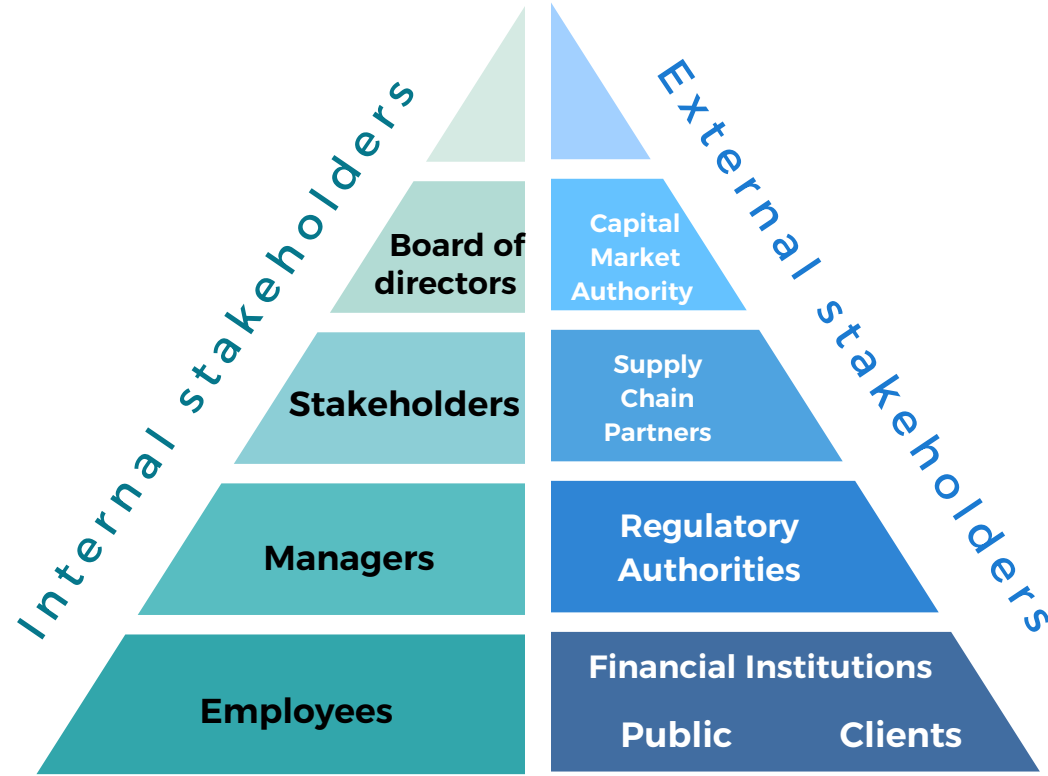 Internal stakeholders
External stakeholders
Board of
directors
Capital
Market
Authority
Stakeholders
Supply
Chain
Partners
Managers
Regulatory
Authorities
Employees
Financial Institutions
Public Clients